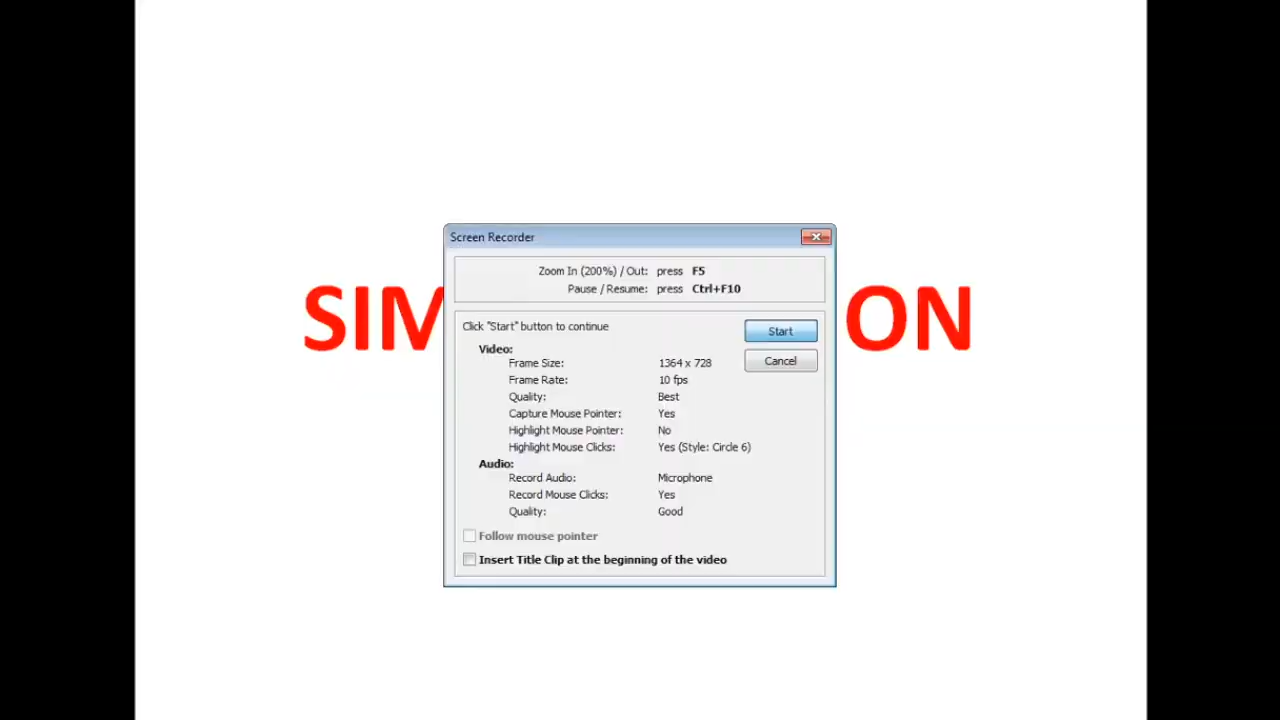 Screen Recorder
Zoom In (200%) / Out: press F5
Pause / Resume: press Ctrl+F10
SIM ON
Click "Start" button to continue
Start
Cancel
Video:
Frame Size: 1364 x 728
Frame Rate: 10 fps
Quality: Best
Capture Mouse Pointer: Yes
Highlight Mouse Pointer: No
Highlight Mouse Clicks: Yes (Style: Circle 6)
Audio:
Record Audio: Microphone
Record Mouse Clicks: Yes
Quality: Good
Follow mouse pointer
Insert Title Clip at the beginning of the video